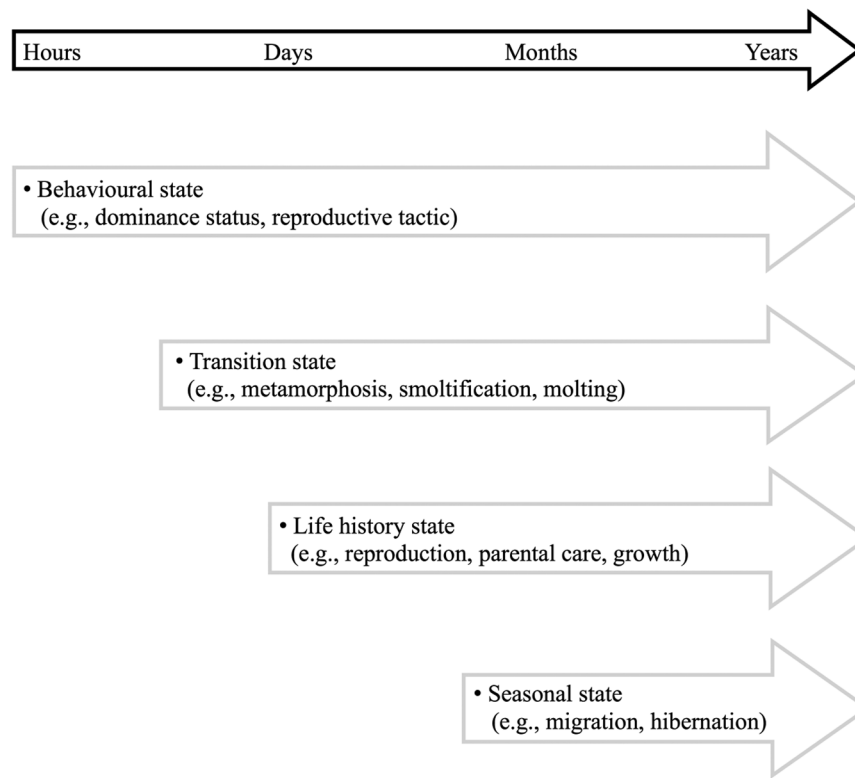 Hours Days Months Years
• Behavioural state
(e.g., dominance status, reproductive tactic)
• Transition state
(e.g., metamorphosis, smoltification, molting)
• Life history state
(e.g., reproduction, parental care, growth)
• Seasonal state
(e.g., migration, hibernation)